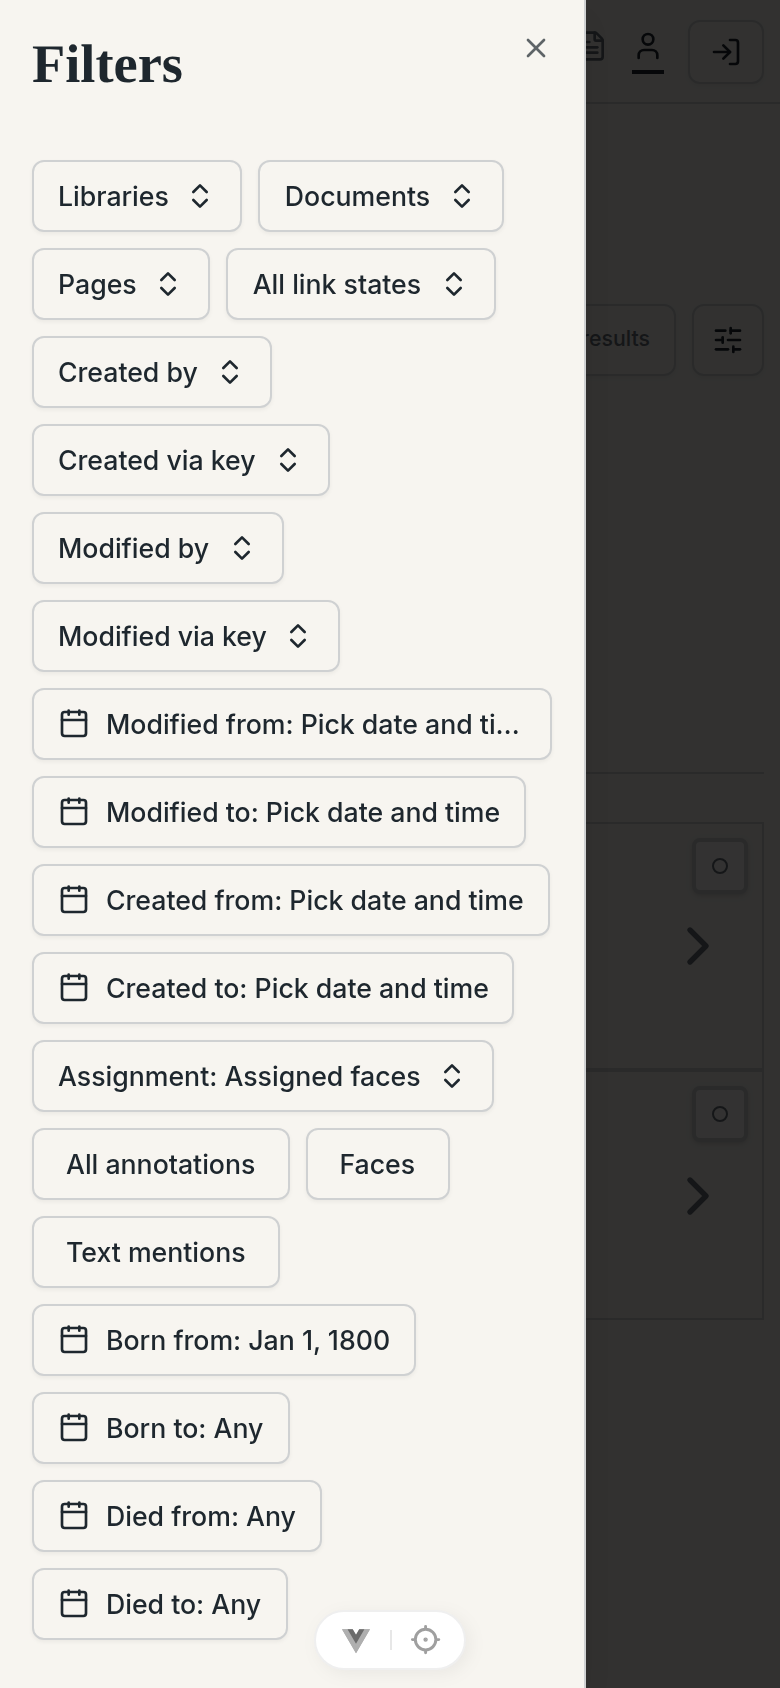 Filters
Libraries
Documents
Pages
All link states
Created by
Created via key
Modified by
Modified via key
Modified from: Pick date and ti...
Modified to: Pick date and time
Created from: Pick date and time
Created to: Pick date and time
Assignment: Assigned faces
All annotations
Faces
Text mentions
Born from: Jan 1, 1800
Born to: Any
Died from: Any
Died to: Any
results